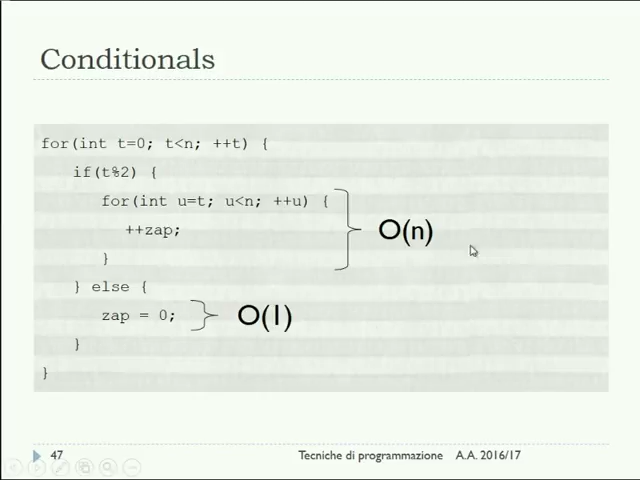 Conditionals
for(int t=0; t<n; ++t) {
if(t%2) {
for(int u=t; u<n; ++u) {
++zap;
}
O(n)
} else {
zap = 0;
O(1)
}
}
47
Tecniche di programmazione A.A. 2016/17